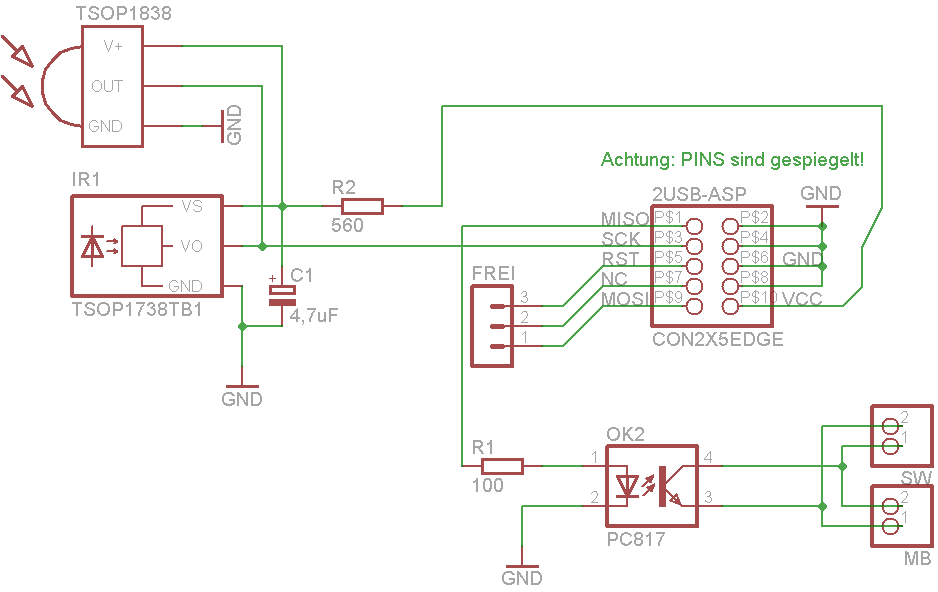 TSOP1838
V+
OUT
GND
GND
IR1
VS
VO
GND
TSOP1738TB1
+
C1
4,7uF
GND
R2
560
Achtung: PINS sind gespiegelt!
2USB-ASP
GND
MISO P$1 P$2
SCK P$3 P$4
RST P$5 P$6 GND
NC P$7 P$8
MOSI P$9 P$10 VCC
CON2X5EDGE
FREI
3
2
1
R1
100
OK2
1 4
2 3
PC817
GND
2
1
SW
2
1
MB